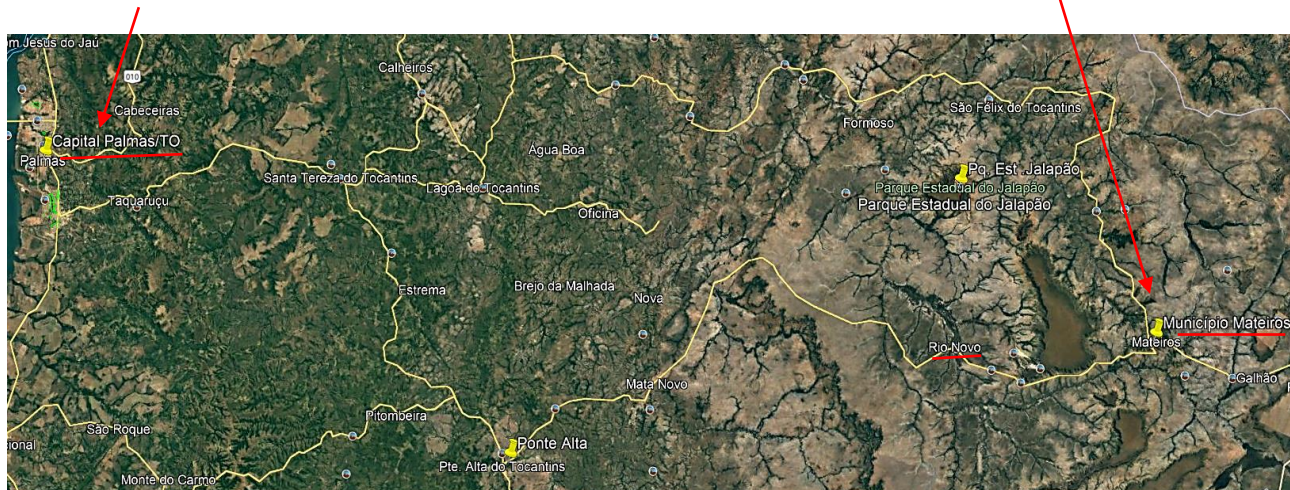 om Jesus do Jaú
010
Calheiros
Cabeceiras
São Félix do Tocantins
Formoso
Capital Palmas/TO
Palmas
Água Boa
Santa Tereza do Tocantins
Lagoa do Tocantins
Pq. Est .Jalapão
Parque Estadual do Jalapão
Parque Estadual do Jalapão
Taquaruçu
Oficina
Estrema
Brejo da Malhada
Nova
Município Mateiros
Mateiros
Rio Novo
Galhão
Mata Novo
Pitombeira
São Roque
cional
Ponte Alta
Pte. Alta do Tocantins
Monte do Carmo